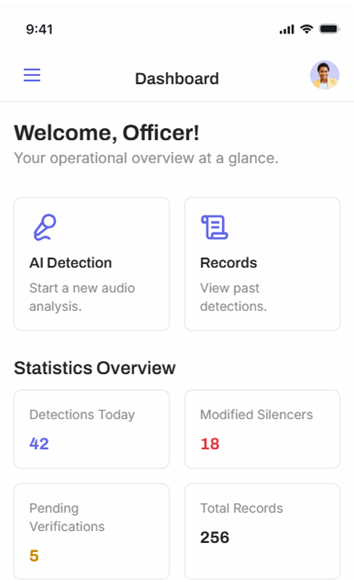 9:41
Dashboard
Welcome, Officer!
Your operational overview at a glance.
AI Detection
Start a new audio
analysis.
Records
View past
detections.
Statistics Overview
Detections Today
42
Modified Silencers
18
Pending
Verifications
5
Total Records
256